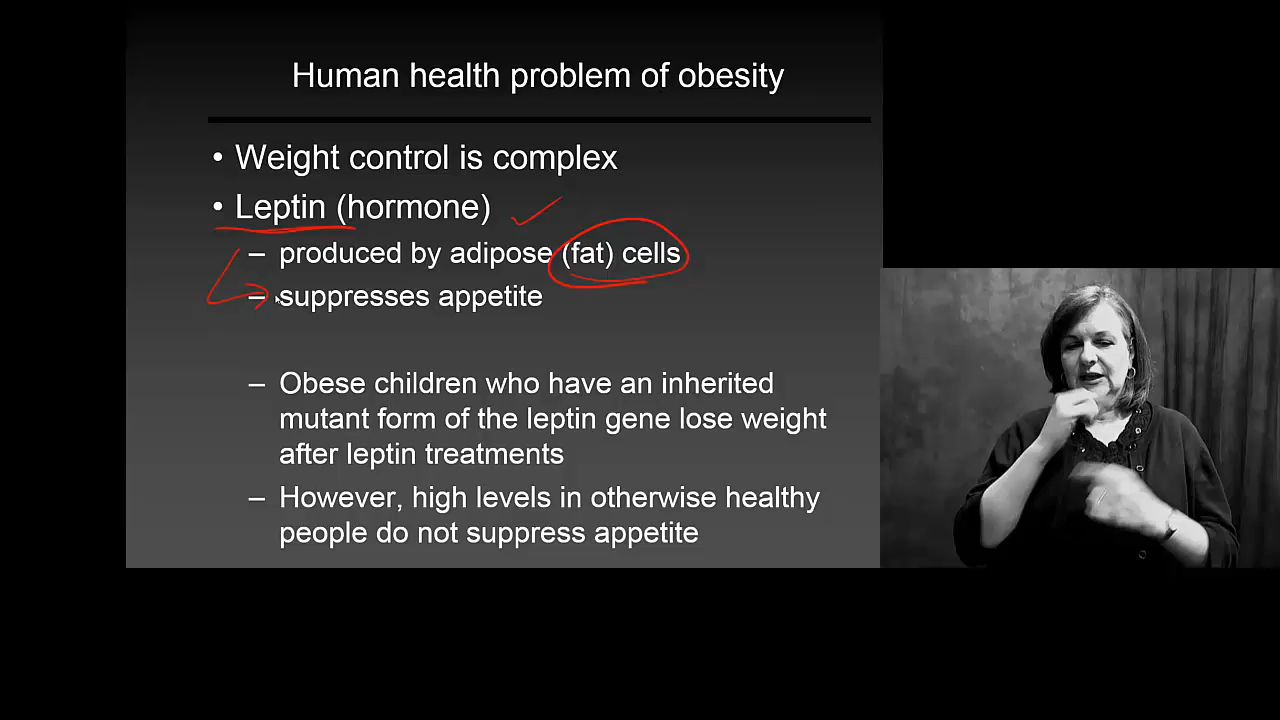 Human health problem of obesity
• Weight control is complex
• Leptin (hormone)
– produced by adipose (fat) cells
– suppresses appetite
– Obese children who have an inherited
mutant form of the leptin gene lose weight
after leptin treatments
– However, high levels in otherwise healthy
people do not suppress appetite